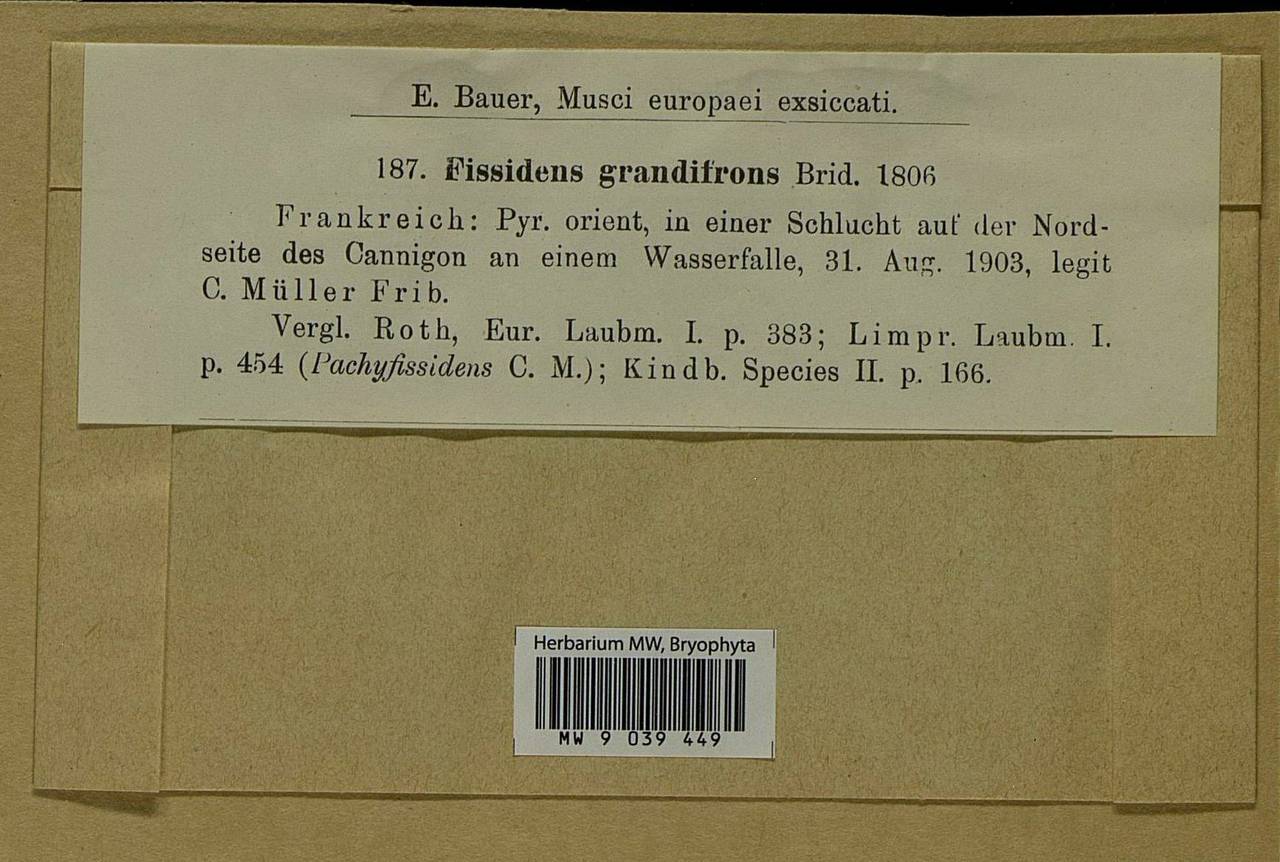 E. Bauer, Musci europaei exsiccati.
187. Fissidens grandifrons Brid. 1806
Frankreich: Pyr. orient, in einer Schlucht auf der Nord-
seite des Cannigon an einem Wasserfalle, 31. Aug. 1903, legit
C. Müller Frib.
Vergl. Roth, Eur. Laubm. I. p. 383; Limpr. Laubm. I.
p. 454 (Pachyfissidens C. M.); Kindb. Species II. p. 166.
Herbarium MW, Bryophyta
MW 9 039 449